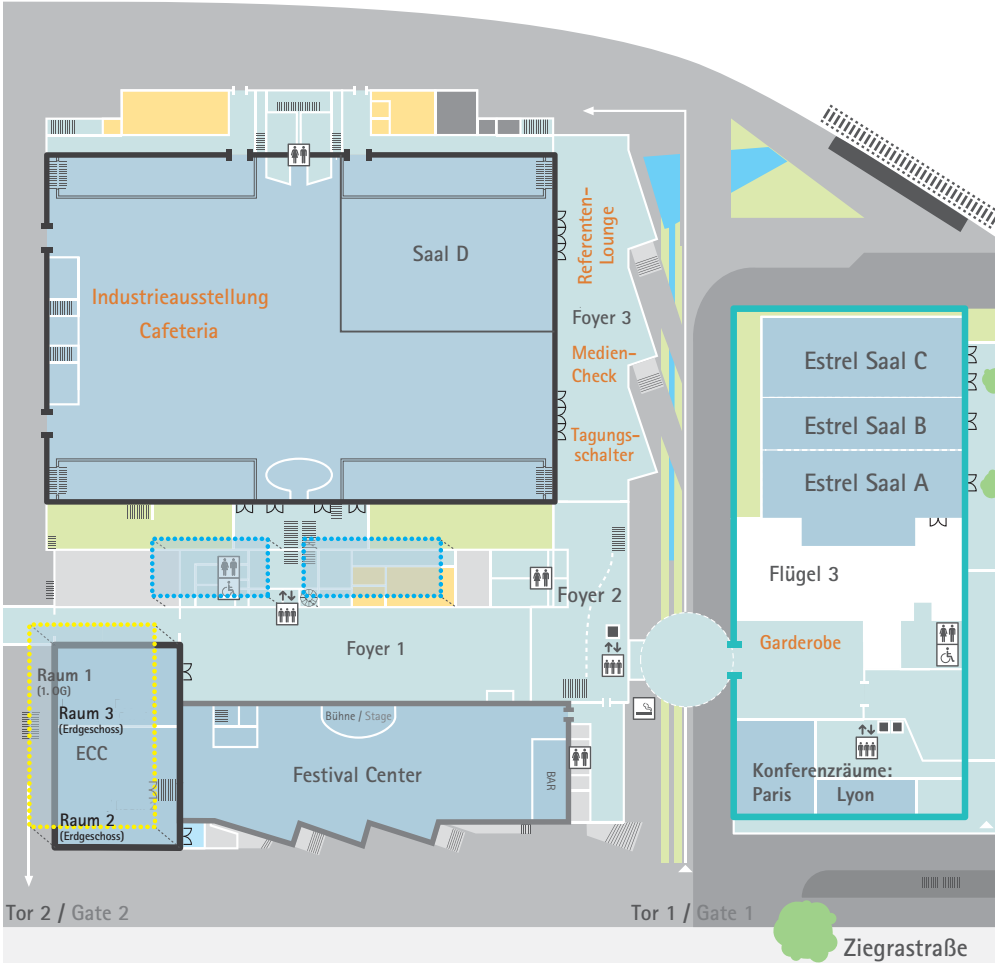 Referenten-
Lounge
Saal D
Industrieausstellung
Cafeteria
Foyer 3
Medien-
Check
Tagungs-
schalter
Estrel Saal C
Estrel Saal B
Estrel Saal A
Flügel 3
Foyer 2
Foyer 1
Garderobe
Raum 1
(1. OG)
Raum 3
(Erdgeschoss)
ECC
Raum 2
(Erdgeschoss)
Bühne / Stage
Festival Center
BAR
Konferenzräume:
Paris
Lyon
Tor 2 / Gate 2
Tor 1 / Gate 1
Ziegrastraße